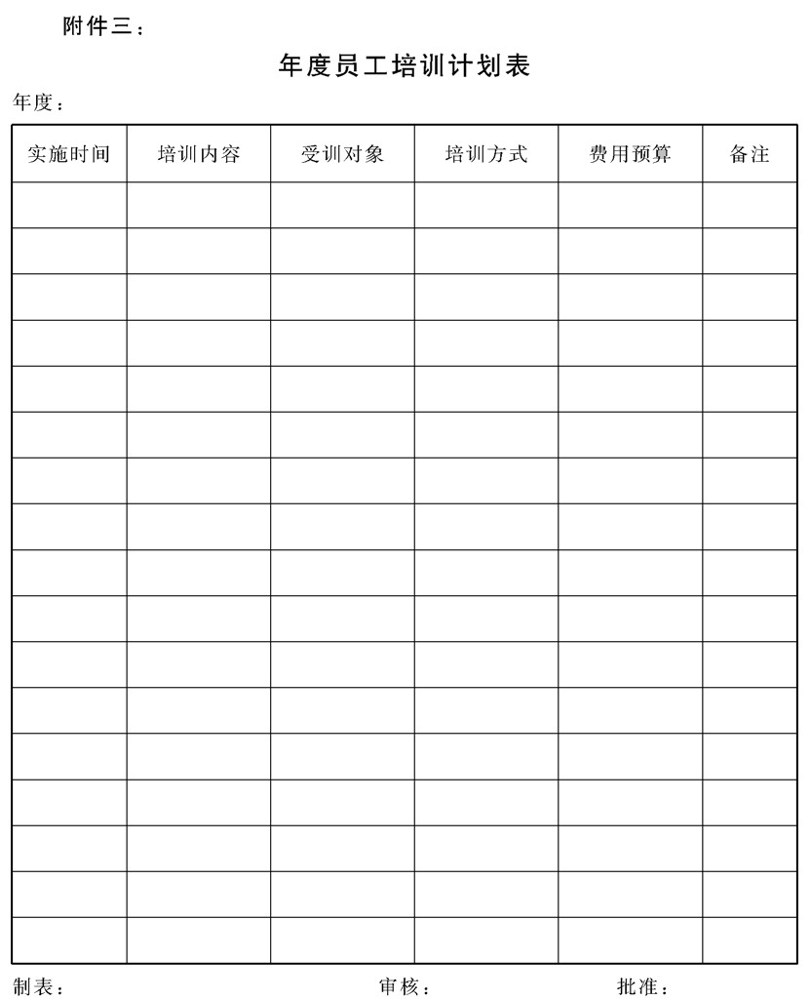 附件三：
年度员工培训计划表
年度：
实施时间 培训内容 受训对象 培训方式 费用预算 备注
制表： 审核： 批准：